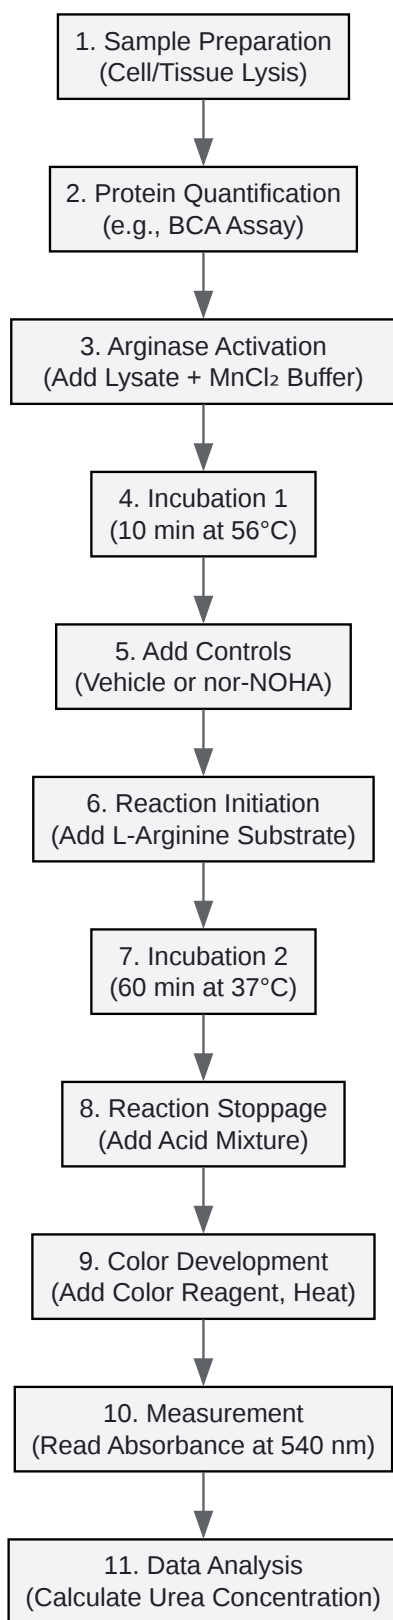 1. Sample Preparation
(Cell/Tissue Lysis)
2. Protein Quantification
(e.g., BCA Assay)
3. Arginase Activation
(Add Lysate + MnCl₂ Buffer)
4. Incubation 1
(10 min at 56°C)
5. Add Controls
(Vehicle or nor-NOHA)
6. Reaction Initiation
(Add L-Arginine Substrate)
7. Incubation 2
(60 min at 37°C)
8. Reaction Stoppage
(Add Acid Mixture)
9. Color Development
(Add Color Reagent, Heat)
10. Measurement
(Read Absorbance at 540 nm)
11. Data Analysis
(Calculate Urea Concentration)